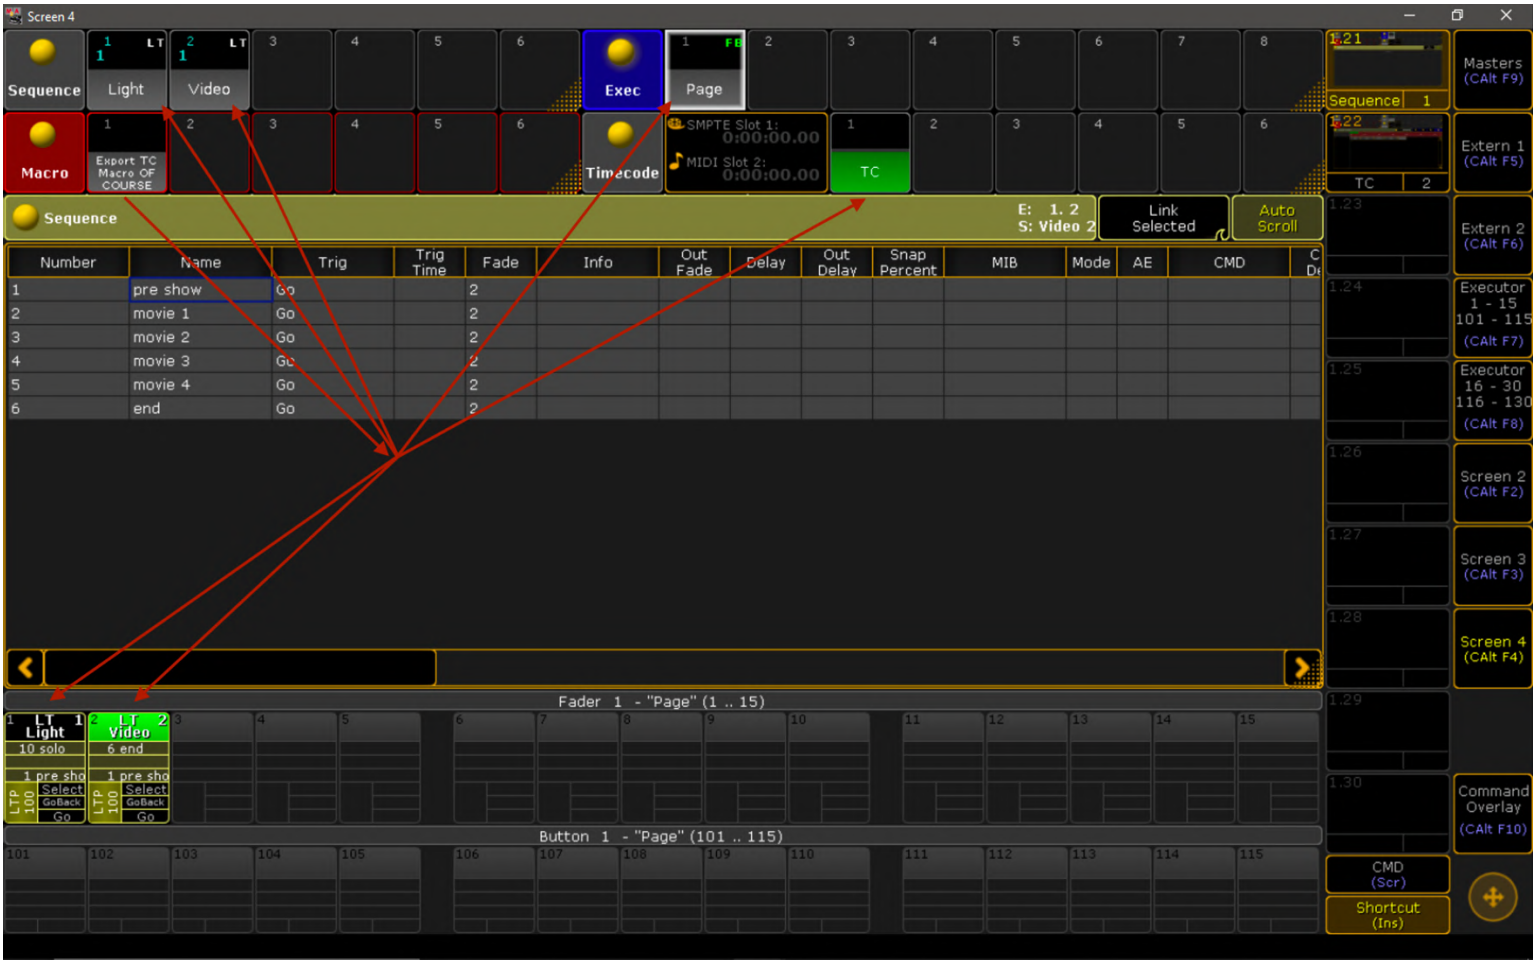 Screen 4
1 LT 2 LT 3 4 5 6 1 FB 2 3 4 5 6 7 8 1.21
1 1
Sequence Light Video Exec Page
Sequence 1
Masters
(CAlt F9)
1 2 3 4 5 6 SMPTE Slot 1: 1 2 3 4 5 6 1.22
0:00:00.00
Export TC
Macro OF
COURSE
Macro
Timecode
MIDI Slot 2:
0:00:00.00
TC
TC 2
Extern 1
(CAlt F5)
Sequence
E: 1. 2
S: Video 2
Link
Selected
Auto
Scroll
1.23
Extern 2
(CAlt F6)
Number Name Trig Trig Time Fade Info Out Fade Delay Out Delay Snap Percent MIB Mode AE CMD C De
1 pre show Go 2
2 movie 1 Go 2
3 movie 2 Go 2
4 movie 3 Go 2
5 movie 4 Go 2
6 end Go 2
1.24
Executor
1 - 15
101 - 115
(CAlt F7)
1.25
Executor
16 - 30
116 - 130
(CAlt F8)
1.26
Screen 2
(CAlt F2)
1.27
Screen 3
(CAlt F3)
1.28
Screen 4
(CAlt F4)
Fader 1 - "Page" (1 .. 15)
1.29
1 LT 1 2 LT 2 3 4 5 6 7 8 9 10 11 12 13 14 15
Light Video
10 solo 6 end
1 pre sho 1 pre sho
LTP 100 Select LTP 100 Select
GoBack GoBack
Go Go
1.30
Command
Overlay
(CAlt F10)
Button 1 - "Page" (101 .. 115)
101 102 103 104 105 106 107 108 109 110 111 112 113 114 115
CMD
(Scr)
Shortcut
(Ins)